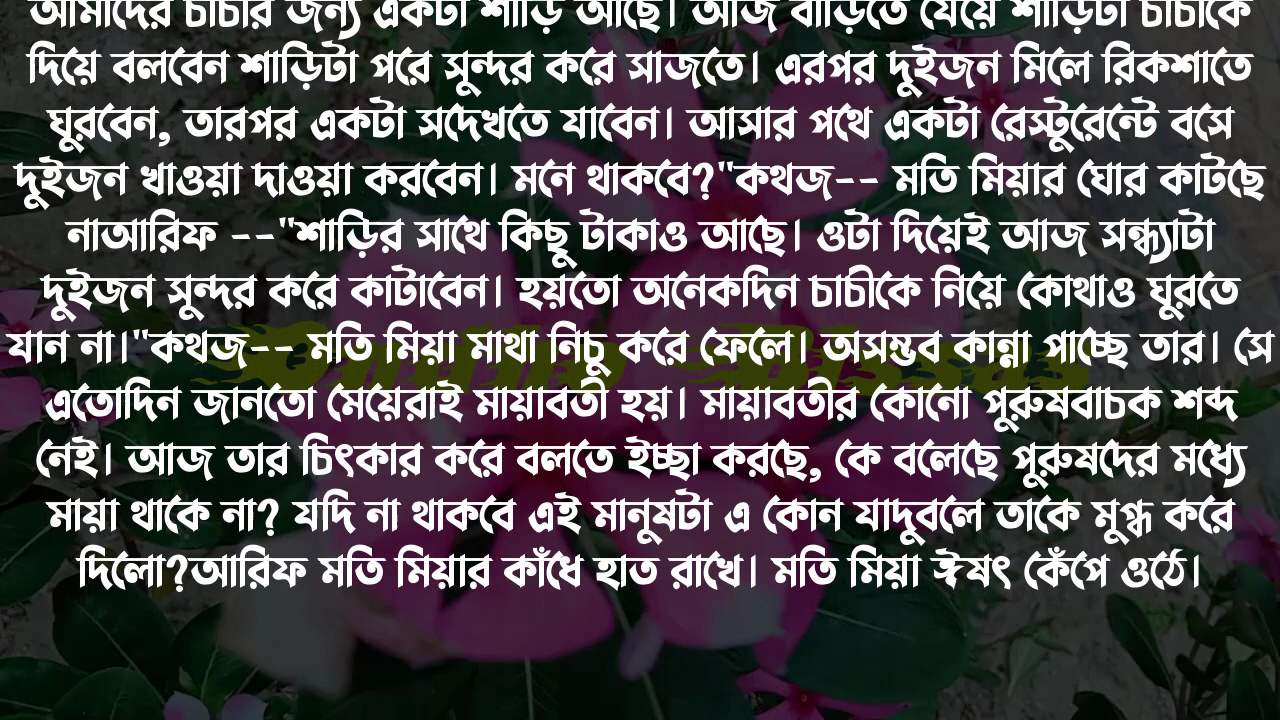 আমাদের চাচীর জন্য একটা শাড়ি আছে। আজ বাড়িতে যেয়ে শাড়িটা চাচীকে
দিয়ে বলবেন শাড়িটা পরে সুন্দর করে সাজতে। এরপর দুইজন মিলে রিকশাতে
ঘুরবেন, তারপর একটা সদেখতে যাবেন। আসার পথে একটা রেস্টুরেন্টে বসে
দুইজন খাওয়া দাওয়া করবেন। মনে থাকবে?"কথজ-- মতি মিয়ার ঘোর কাটছে
নাআরিফ --"শাড়ির সাথে কিছু টাকাও আছে। ওটা দিয়েই আজ সন্ধ্যাটা
দুইজন সুন্দর করে কাটাবেন। হয়তো অনেকদিন চাচীকে নিয়ে কোথাও ঘুরতে
যান না।"কথজ-- মতি মিয়া মাথা নিচু করে ফেলে। অসম্ভব কান্না পাচ্ছে তার। সে
এতোদিন জানতো মেয়েরাই মায়াবতী হয়। মায়াবতীর কোনো পুরুষবাচক শব্দ
নেই। আজ তার চিৎকার করে বলতে ইচ্ছা করছে, কে বলেছে পুরুষদের মধ্যে
মায়া থাকে না? যদি না থাকবে এই মানুষটা এ কোন যাদুবলে তাকে মুগ্ধ করে
দিলো?আরিফ মতি মিয়ার কাঁধে হাত রাখে। মতি মিয়া ঈষৎ কেঁপে ওঠে।